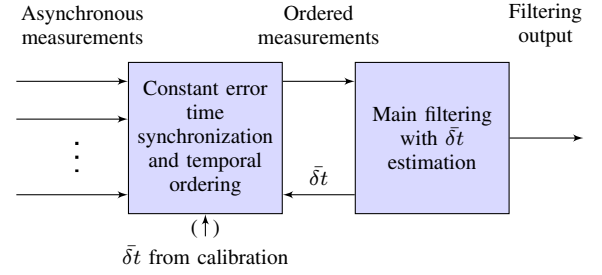 Asynchronous
measurements
Ordered
measurements
Filtering
output
Constant error
time
synchronization
and temporal
ordering
Main filtering
with δ̄t
estimation
δ̄t
( )
δ̄t from calibration